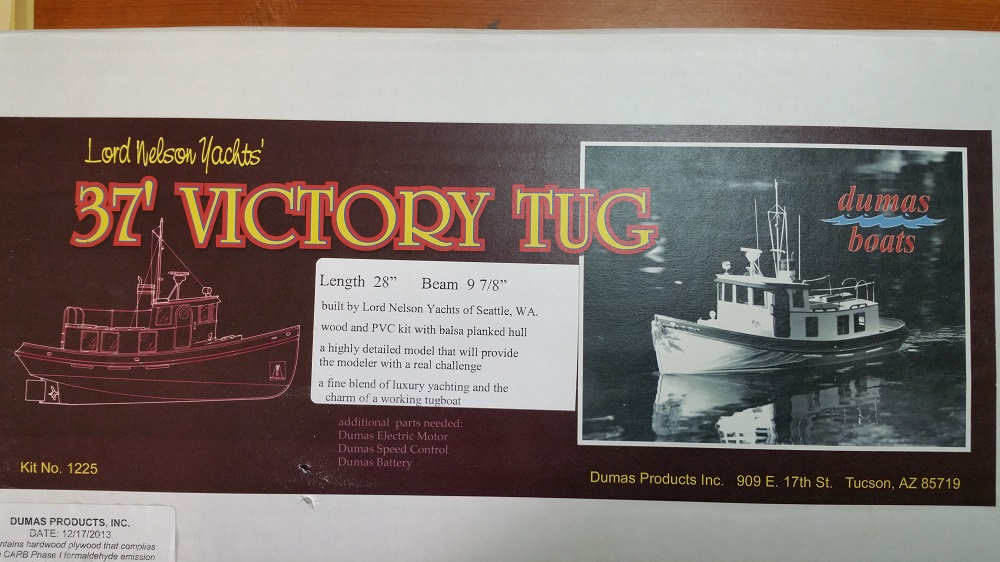 Lord Nelson Yachts'
37' VICTORY TUG
dumas
boats
Length 28" Beam 9 7/8"
built by Lord Nelson Yachts of Seattle, WA.
wood and PVC kit with balsa planked hull
a highly detailed model that will provide
the modeler with a real challenge
a fine blend of luxury yachting and the
charm of a working tugboat
additional parts needed:
Dumas Electric Motor
Dumas Speed Control
Dumas Battery
Kit No. 1225
Dumas Products Inc. 909 E. 17th St. Tucson, AZ 85719
DUMAS PRODUCTS, INC.
DATE: 12/17/2013
hardwood plywood that complies
CARB Phase I formaldehyde emission